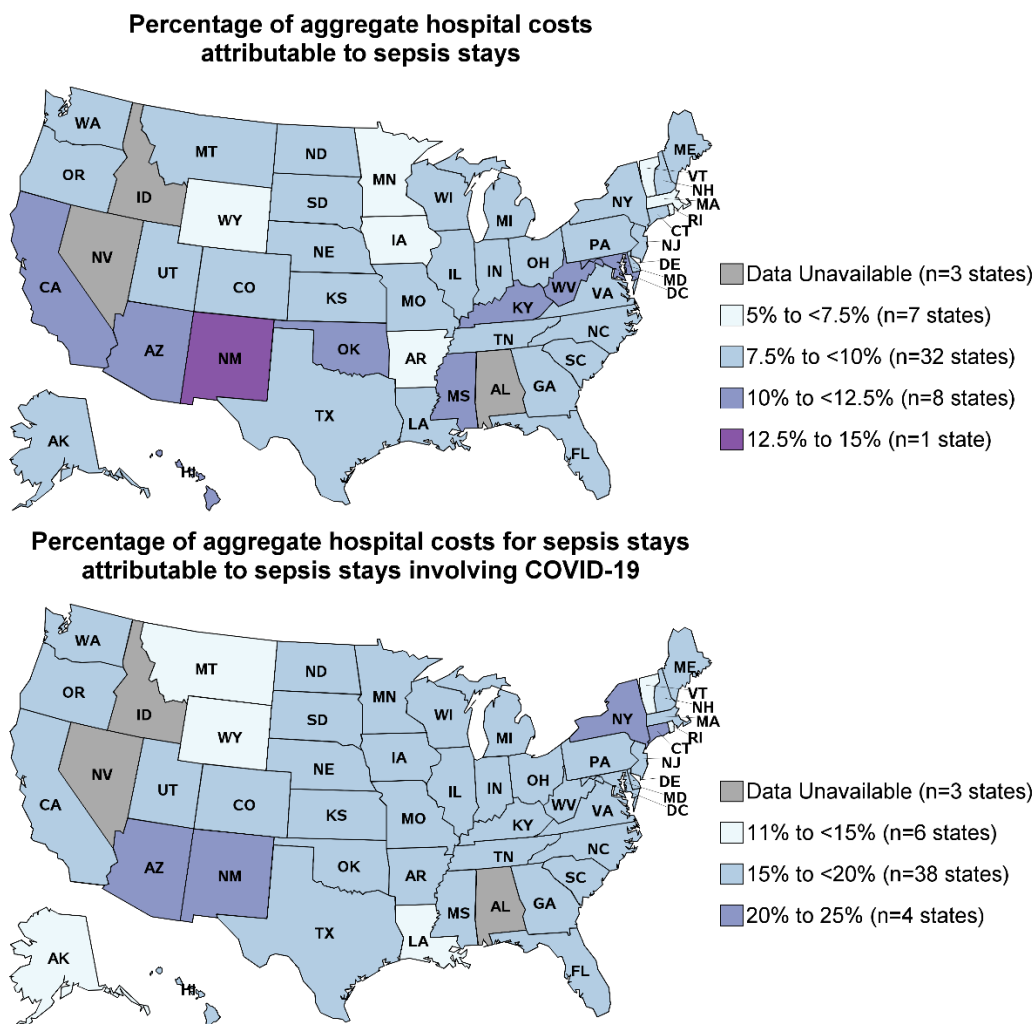 Percentage of aggregate hospital costs
attributable to sepsis stays
WA
MT
ND
MN
ME
OR
ID
WY
SD
WI
MI
NY
VT
NH
MA
RI
CT
NV
UT
CO
NE
IA
IL
IN
OH
PA
NJ
DE
MD
DC
CA
KS
MO
KY
WV
VA
AZ
NM
OK
AR
TN
NC
SC
TX
LA
MS
AL
GA
AK
HI
FL
Data Unavailable (n=3 states)
5% to <7.5% (n=7 states)
7.5% to <10% (n=32 states)
10% to <12.5% (n=8 states)
12.5% to 15% (n=1 state)
Percentage of aggregate hospital costs for sepsis stays
attributable to sepsis stays involving COVID-19
WA
MT
ND
MN
ME
OR
ID
WY
SD
WI
MI
NY
VT
NH
MA
RI
CT
NV
UT
CO
NE
IA
IL
IN
OH
PA
NJ
DE
MD
DC
CA
KS
MO
KY
WV
VA
AZ
NM
OK
AR
TN
NC
SC
TX
LA
MS
AL
GA
AK
HI
FL
Data Unavailable (n=3 states)
11% to <15% (n=6 states)
15% to <20% (n=38 states)
20% to 25% (n=4 states)